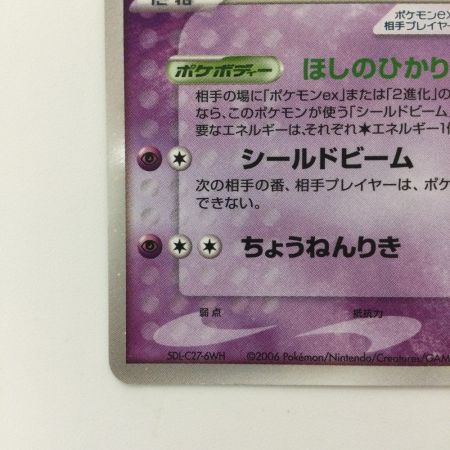 ポケモンex
相手プレイヤー
ポケボディー ほしのひかり
相手の場に「ポケモンex」または「2進化」の
なら、このポケモンが使う「シールドビーム」
要なエネルギーは、それぞれ✶エネルギー1
シールドビーム
次の相手の番、相手プレイヤーは、ポケ
できない。
ちょうねんりき
弱点 抵抗力
SDL-C27-6WH ©2006 Pokémon/Nintendo/Creatures/GAM